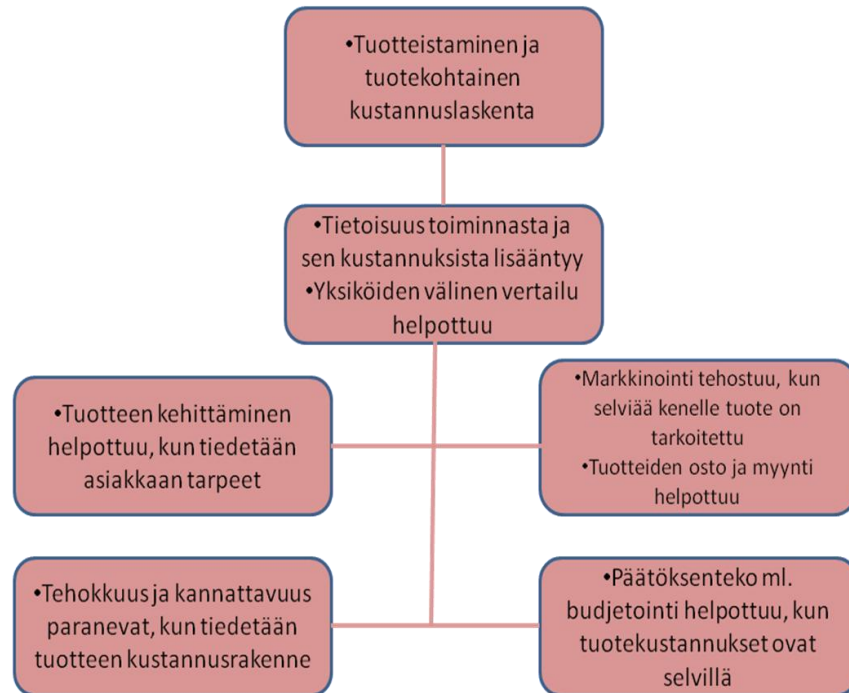 •Tuotteistaminen ja
tuotekohtainen
kustannuslaskenta
•Tietoisuus toiminnasta ja
sen kustannuksista lisääntyy
•Yksiköiden välinen vertailu
helpottuu
•Tuotteen kehittäminen
helpottuu, kun tiedetään
asiakkaan tarpeet
•Markkinointi tehostuu, kun
selviää kenelle tuote on
tarkoitettu
•Tuotteiden osto ja myynti
helpottuu
•Tehokkuus ja kannattavuus
paranevat, kun tiedetään
tuotteen kustannusrakenne
•Päätöksenteko ml.
budjetointi helpottuu, kun
tuotekustannukset ovat
selvillä